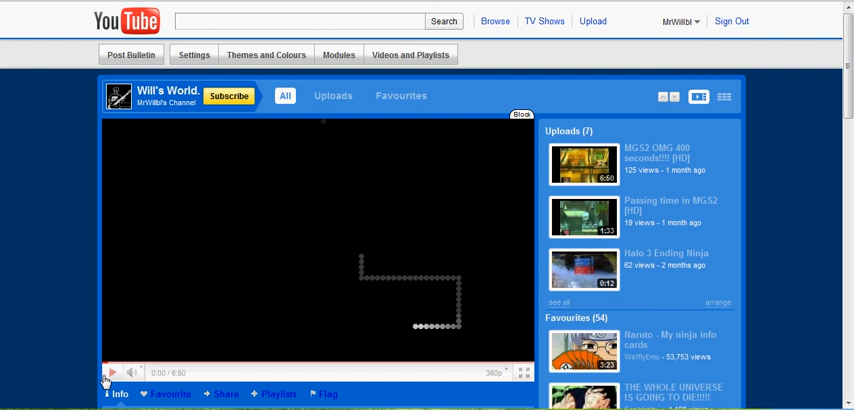 YouTube
Search
Browse
TV Shows
Upload
MrWillbl
Sign Out
Post Bulletin
Settings
Themes and Colours
Modules
Videos and Playlists
Will's World.
MrWillbl's Channel
Subscribe
All
Uploads
Favourites
Block
Uploads (7)
MGS2 OMG 400
seconds!!!! [HD]
125 views - 1 month ago
6:50
Passing time in MGS2
[HD]
19 views - 1 month ago
1:33
Halo 3 Ending Ninja
62 views - 2 months ago
0:12
see all
arrange
Favourites (54)
Naruto - My ninja info
cards
WafflyEmu - 53,753 views
3:23
THE WHOLE UNIVERSE
IS GOING TO DIE!!!!!
0:00 / 6:50
360p
Info
Favourite
Share
Playlists
Flag